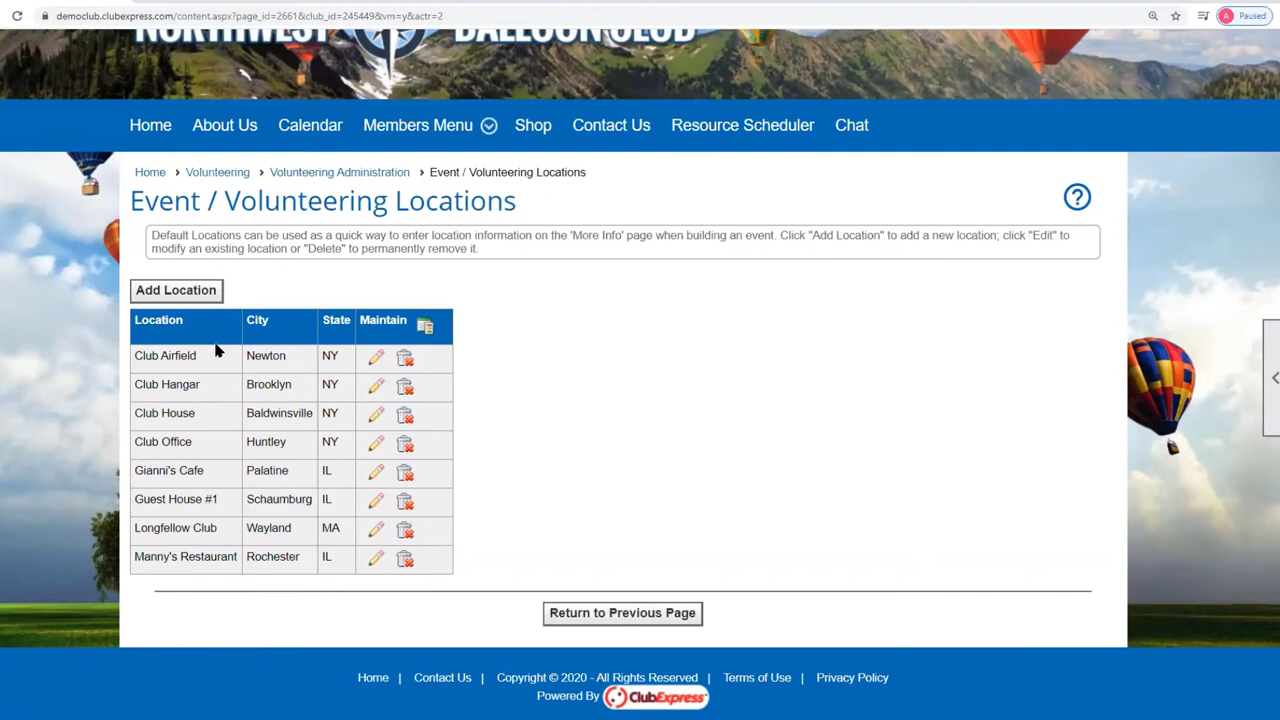 democlub.clubexpress.com/content.aspx?page_id=2661&club_id=245449&vm=y&actr=2
A Paused
NORTHWEST BALLOON CLUB
Home About Us Calendar Members Menu Shop Contact Us Resource Scheduler Chat
Home › Volunteering › Volunteering Administration › Event / Volunteering Locations
Event / Volunteering Locations
?
Default Locations can be used as a quick way to enter location information on the 'More Info' page when building an event. Click "Add Location" to add a new location; click "Edit" to
modify an existing location or "Delete" to permanently remove it.
Add Location
Location City State Maintain
Club Airfield Newton NY
Club Hangar Brooklyn NY
Club House Baldwinsville NY
Club Office Huntley NY
Gianni's Cafe Palatine IL
Guest House #1 Schaumburg IL
Longfellow Club Wayland MA
Manny's Restaurant Rochester IL
Return to Previous Page
Home | Contact Us | Copyright © 2020 - All Rights Reserved | Terms of Use | Privacy Policy
Powered By ClubExpress